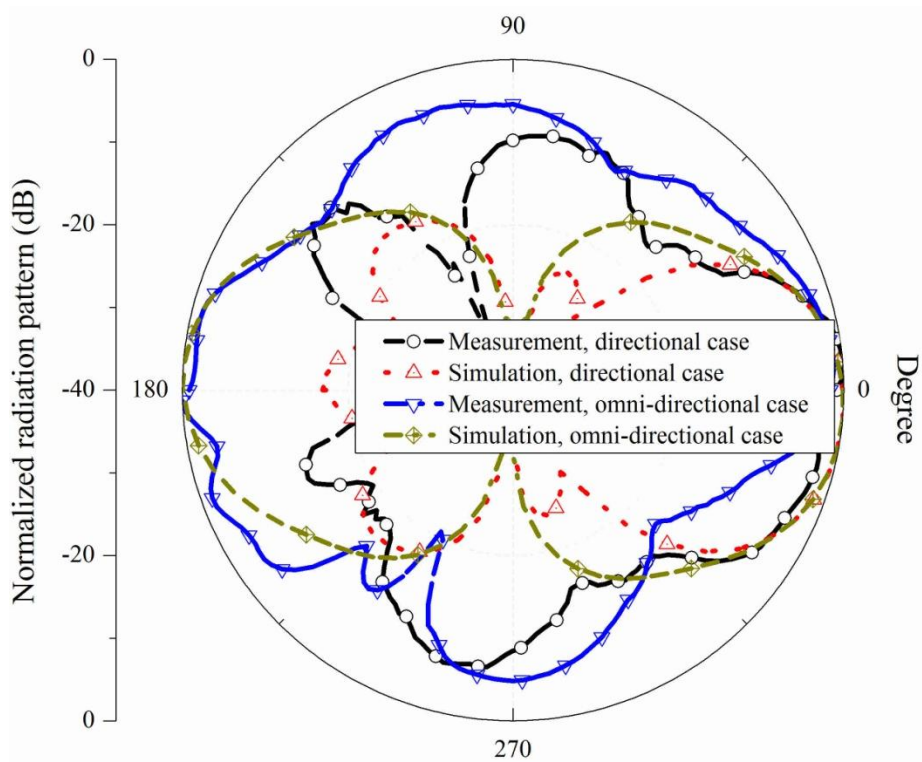 90
0
-20
-40
-20
0
Normalized radiation pattern (dB)
180
Measurement, directional case
Simulation, directional case
Measurement, omni-directional case
Simulation, omni-directional case
0
Degree
270